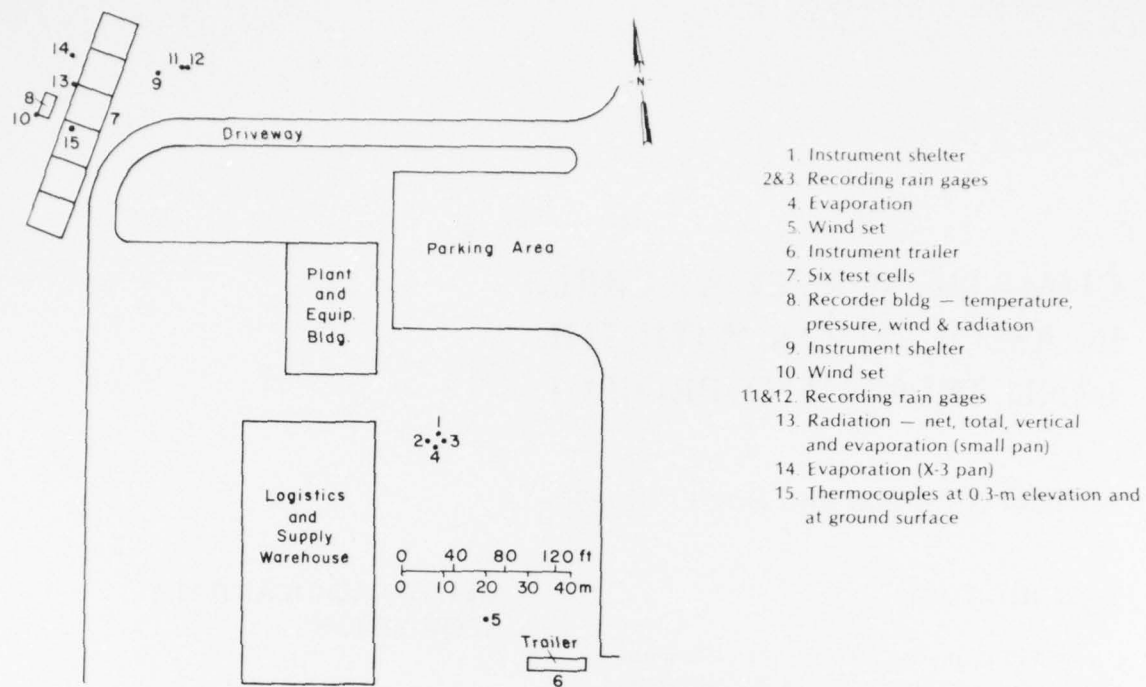 14
11 12
9
13
8
10
7
15
N
Driveway
Parking Area
Plant
and
Equip.
Bldg.
1
2 3
4
Logistics
and
Supply
Warehouse
0 40 80 120 ft
0 10 20 30 40 m
5
Trailer
6
1. Instrument shelter
2&3. Recording rain gages
4. Evaporation
5. Wind set
6. Instrument trailer
7. Six test cells
8. Recorder bldg — temperature,
pressure, wind & radiation
9. Instrument shelter
10. Wind set
11&12. Recording rain gages
13. Radiation — net, total, vertical
and evaporation (small pan)
14. Evaporation (X-3 pan)
15. Thermocouples at 0.3-m elevation and
at ground surface